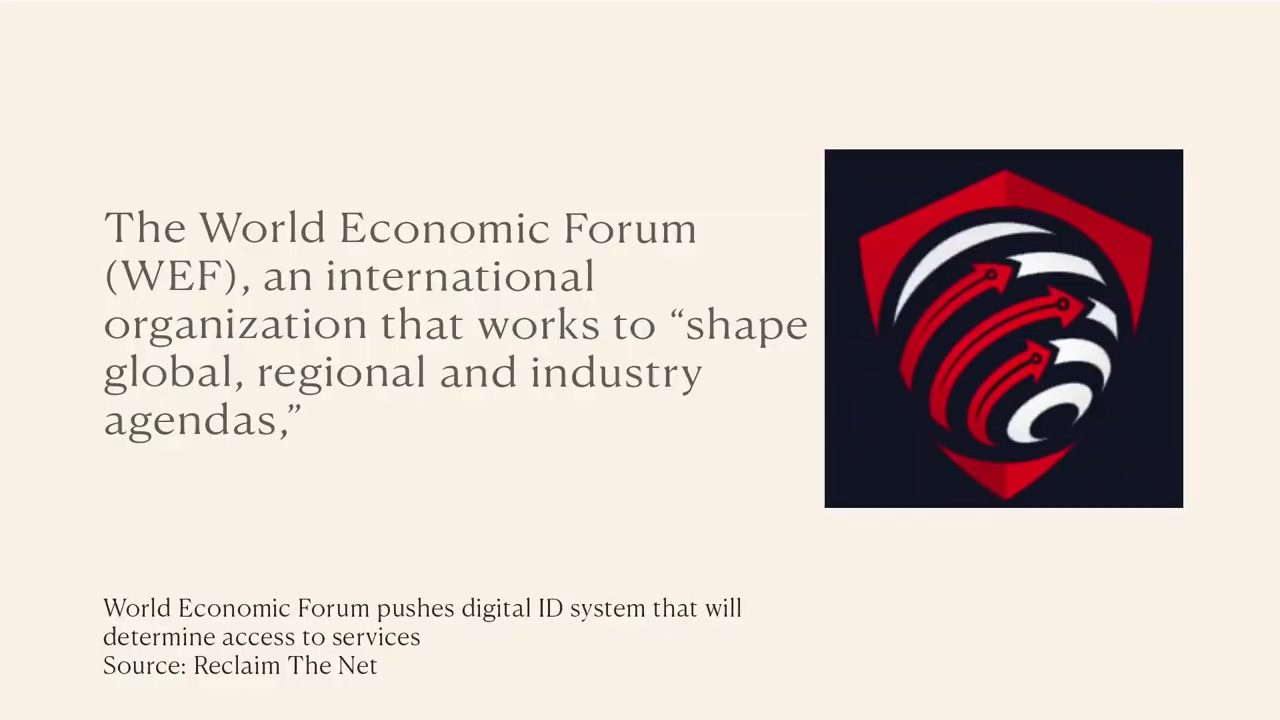 The World Economic Forum
(WEF), an international
organization that works to “shape
global, regional and industry
agendas,”
World Economic Forum pushes digital ID system that will
determine access to services
Source: Reclaim The Net